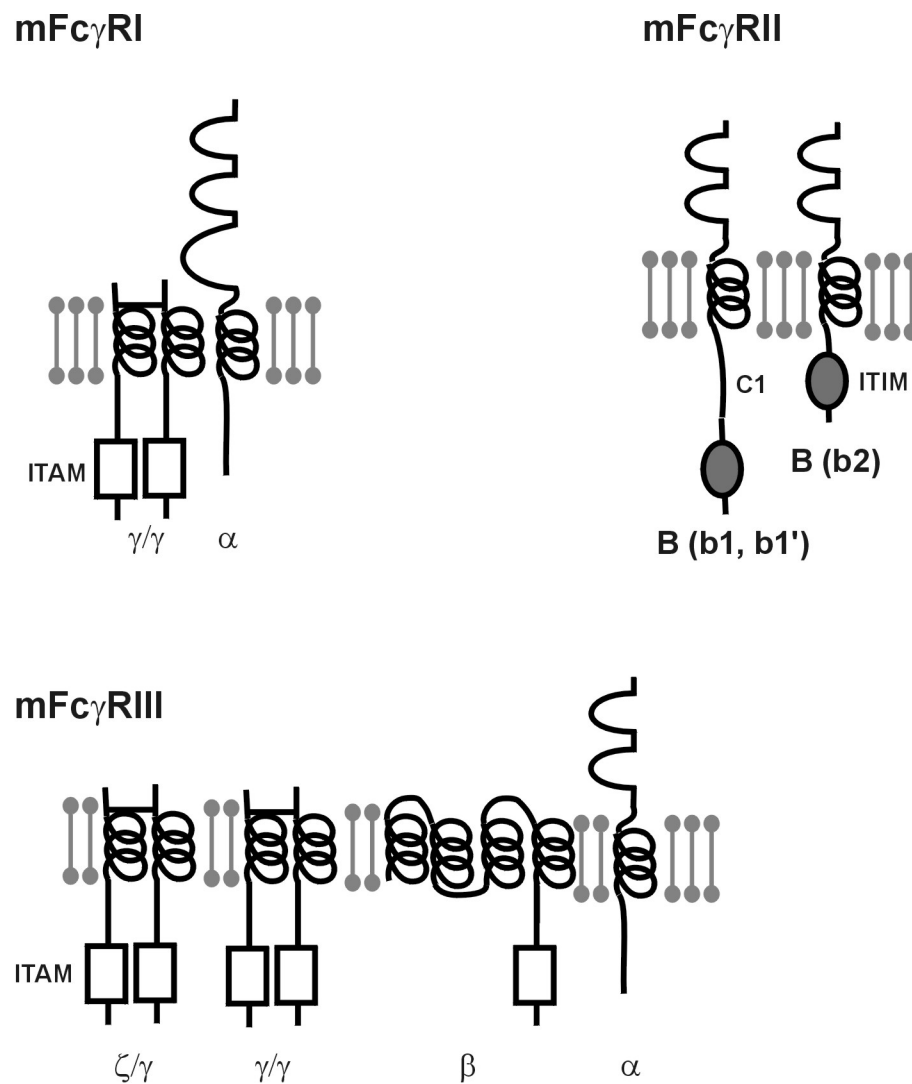 mFcγRI
mFcγRII
C1
ITIM
ITAM
B (b2)
γ/γ
α
B (b1, b1')
mFcγRIII
ITAM
ζ/γ
γ/γ
β
α